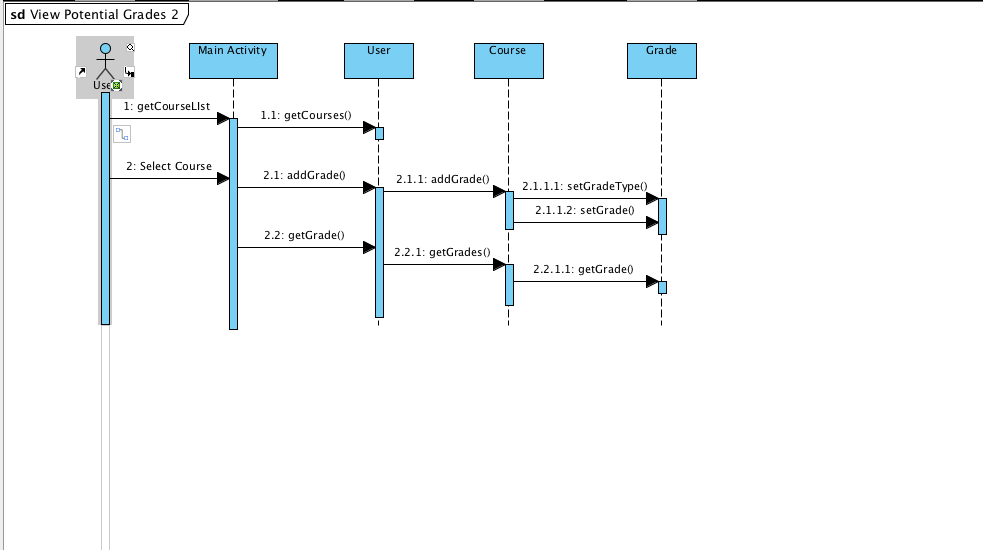 sd View Potential Grades 2
Main Activity
User
Course
Grade
1: getCourseLIst
1.1: getCourses()
2: Select Course
2.1: addGrade()
2.1.1: addGrade()
2.1.1.1: setGradeType()
2.1.1.2: setGrade()
2.2: getGrade()
2.2.1: getGrades()
2.2.1.1: getGrade()